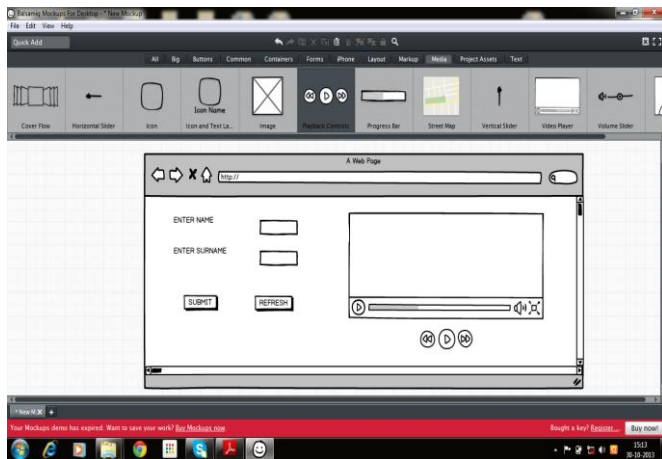 Balsamiq Mockups For Desktop - * New Mockup
File Edit View Help
Quick Add
All Big Buttons Common Containers Forms iPhone Layout Markup Media Project Assets Text
Icon Name
Cover Flow Horizontal Slider Icon Icon and Text La... Image Playback Controls Progress Bar Street Map Vertical Slider Video Player Volume Slider
A Web Page
http://
ENTER NAME
ENTER SURNAME
SUBMIT REFRESH
* New M X +
Your Mockups demo has expired. Want to save your work? Buy Mockups now. Bought a key? Register... Buy now!
15:13
30-10-2013